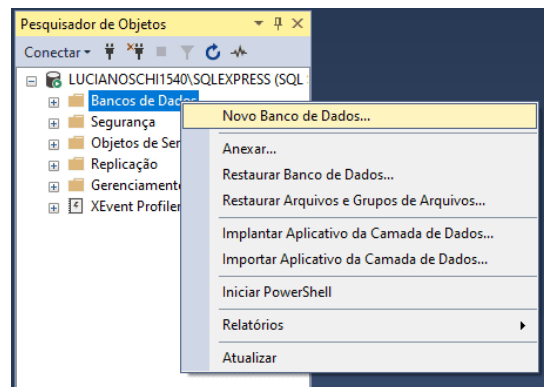 Pesquisador de Objetos
Conectar
LUCIANOSCHI1540\SQLEXPRESS (SQL
Bancos de Dados
Segurança
Objetos de Ser
Replicação
Gerenciamento
XEvent Profiler
Novo Banco de Dados...
Anexar...
Restaurar Banco de Dados...
Restaurar Arquivos e Grupos de Arquivos...
Implantar Aplicativo da Camada de Dados...
Importar Aplicativo da Camada de Dados...
Iniciar PowerShell
Relatórios
Atualizar